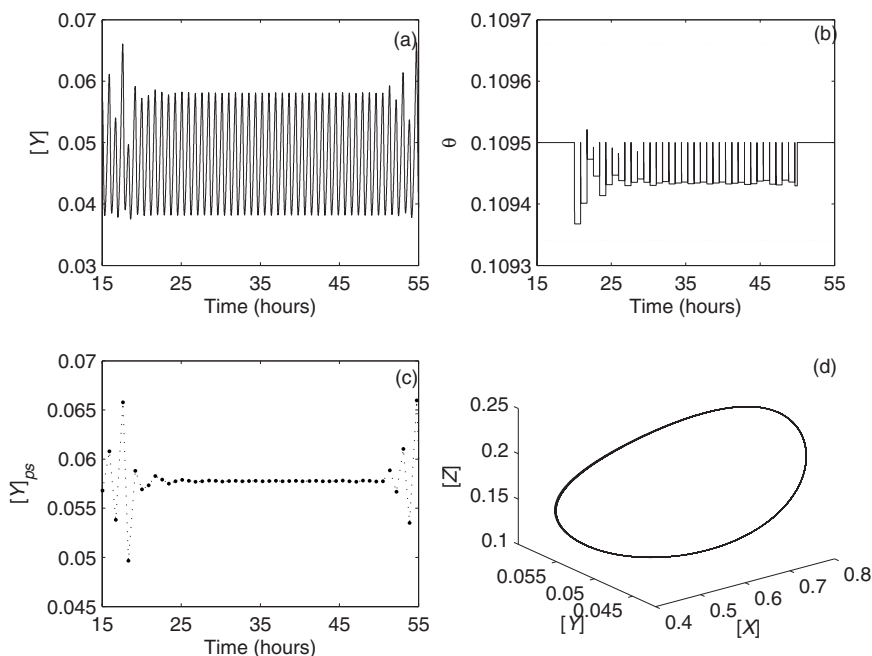 (a)
0.07
0.06
0.05
0.04
0.03
[Y]
15 25 35 45 55
Time (hours)
(b)
0.1097
0.1096
0.1095
0.1094
0.1093
θ
15 25 35 45 55
Time (hours)
(c)
0.07
0.065
0.06
0.055
0.05
0.045
[Y]ps
15 25 35 45 55
Time (hours)
(d)
0.25
0.2
0.15
0.1
[Z]
0.055
0.05
0.045
[Y]
0.4 0.5 0.6 0.7 0.8
[X]